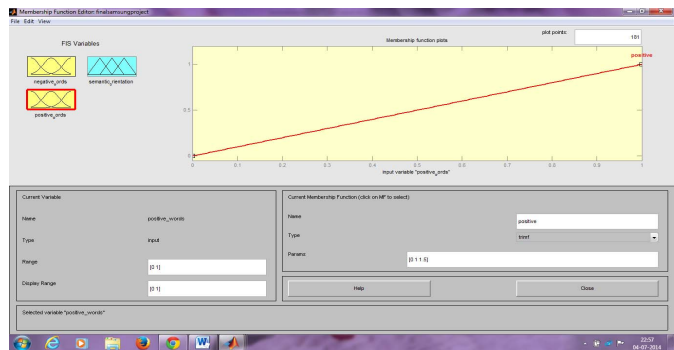 Membership Function Editor: finalsamsungproject
File Edit View
FIS Variables
negative_words
semantic_orientation
positive_words
Membership function plots
plot points:
181
positive
1
0.5
0
0 0.1 0.2 0.3 0.4 0.5 0.6 0.7 0.8 0.9 1
input variable "positive_words"
Current Variable
Name positive_words
Type input
Range [0 1]
Display Range [0 1]
Current Membership Function (click on MF to select)
Name positive
Type trimf
Params [0 1 1.5]
Help Close
Selected variable "positive_words"
22:57
04-07-2014